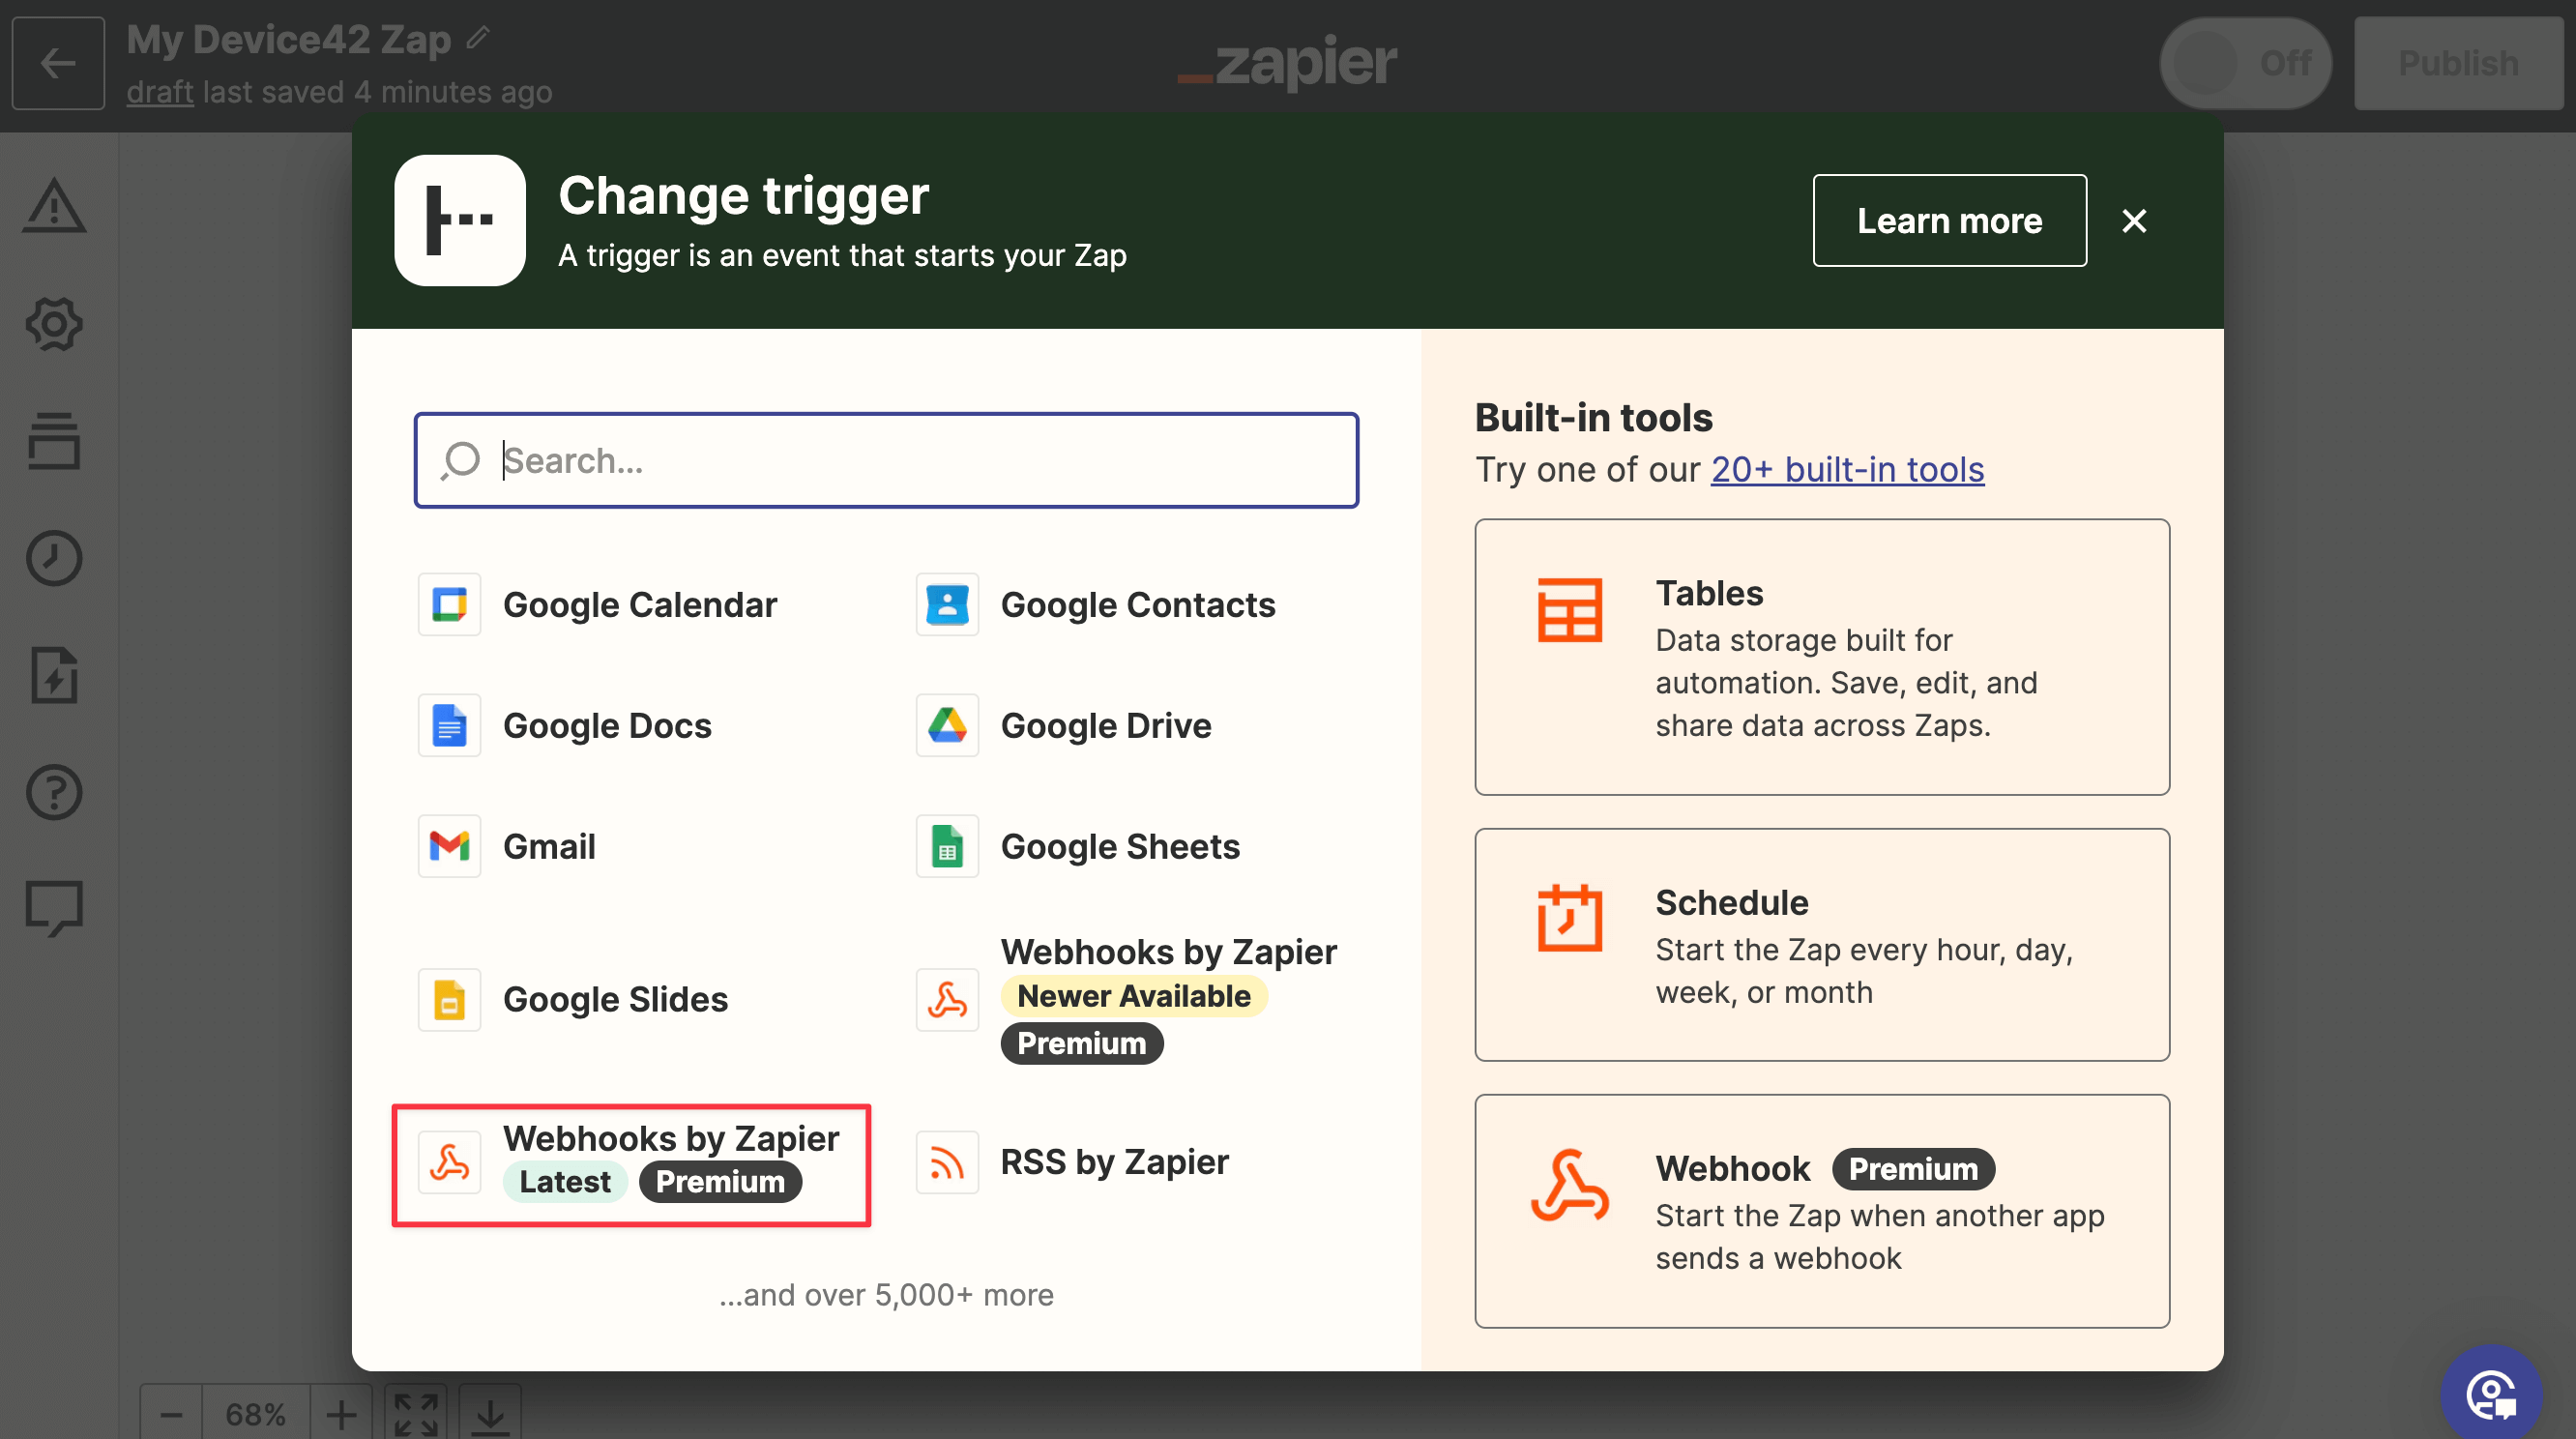 My Device42 Zap
draft last saved 4 minutes ago
zapier
Off
Publish
Change trigger
A trigger is an event that starts your Zap
Learn more
Search...
Google Calendar
Google Contacts
Google Docs
Google Drive
Gmail
Google Sheets
Google Slides
Webhooks by Zapier
Newer Available
Premium
Webhooks by Zapier
Latest Premium
RSS by Zapier
...and over 5,000+ more
Built-in tools
Try one of our 20+ built-in tools
Tables
Data storage built for
automation. Save, edit, and
share data across Zaps.
Schedule
Start the Zap every hour, day,
week, or month
Webhook Premium
Start the Zap when another app
sends a webhook
68%